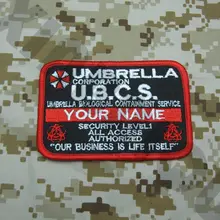 UMBRELLA
CORPORATION
U.B.C.S.
UMBRELLA BIOLOGICAL CONTAINMENT SERVICE
YOUR NAME
SECURITY LEVEL1
ALL ACCESS
AUTHORIZED
"OUR BUSINESS IS LIFE ITSELF"